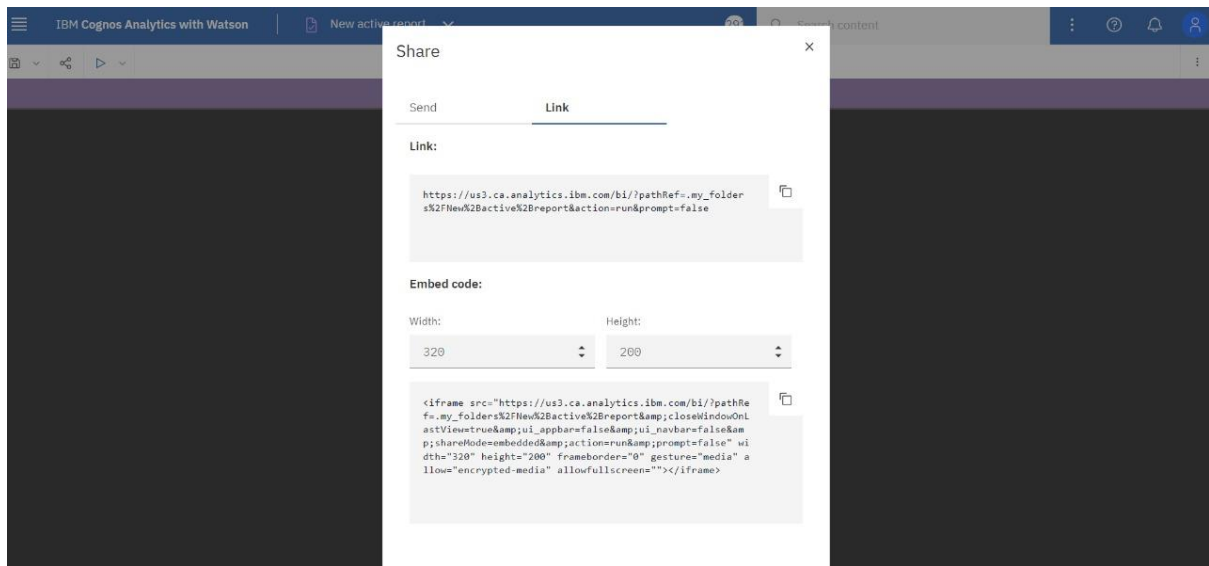 IBM Cognos Analytics with Watson
New active report
Search content
Share
Send
Link
Link:
https://us3.ca.analytics.ibm.com/bi/?pathRef=.my_folder
s%2FNew%2Bactive%2Breport&action=run&prompt=false
Embed code:
Width:
Height:
320
200
<iframe src="https://us3.ca.analytics.ibm.com/bi/?pathRe
f=.my_folders%2FNew%2Bactive%2Breport&amp;closeWindowOnL
astView=true&amp;ui_appbar=false&amp;ui_navbar=false&am
p;shareMode=embedded&amp;action=run&amp;prompt=false" wi
dth="320" height="200" frameborder="0" gesture="media" a
llow="encrypted-media" allowfullscreen=""></iframe>